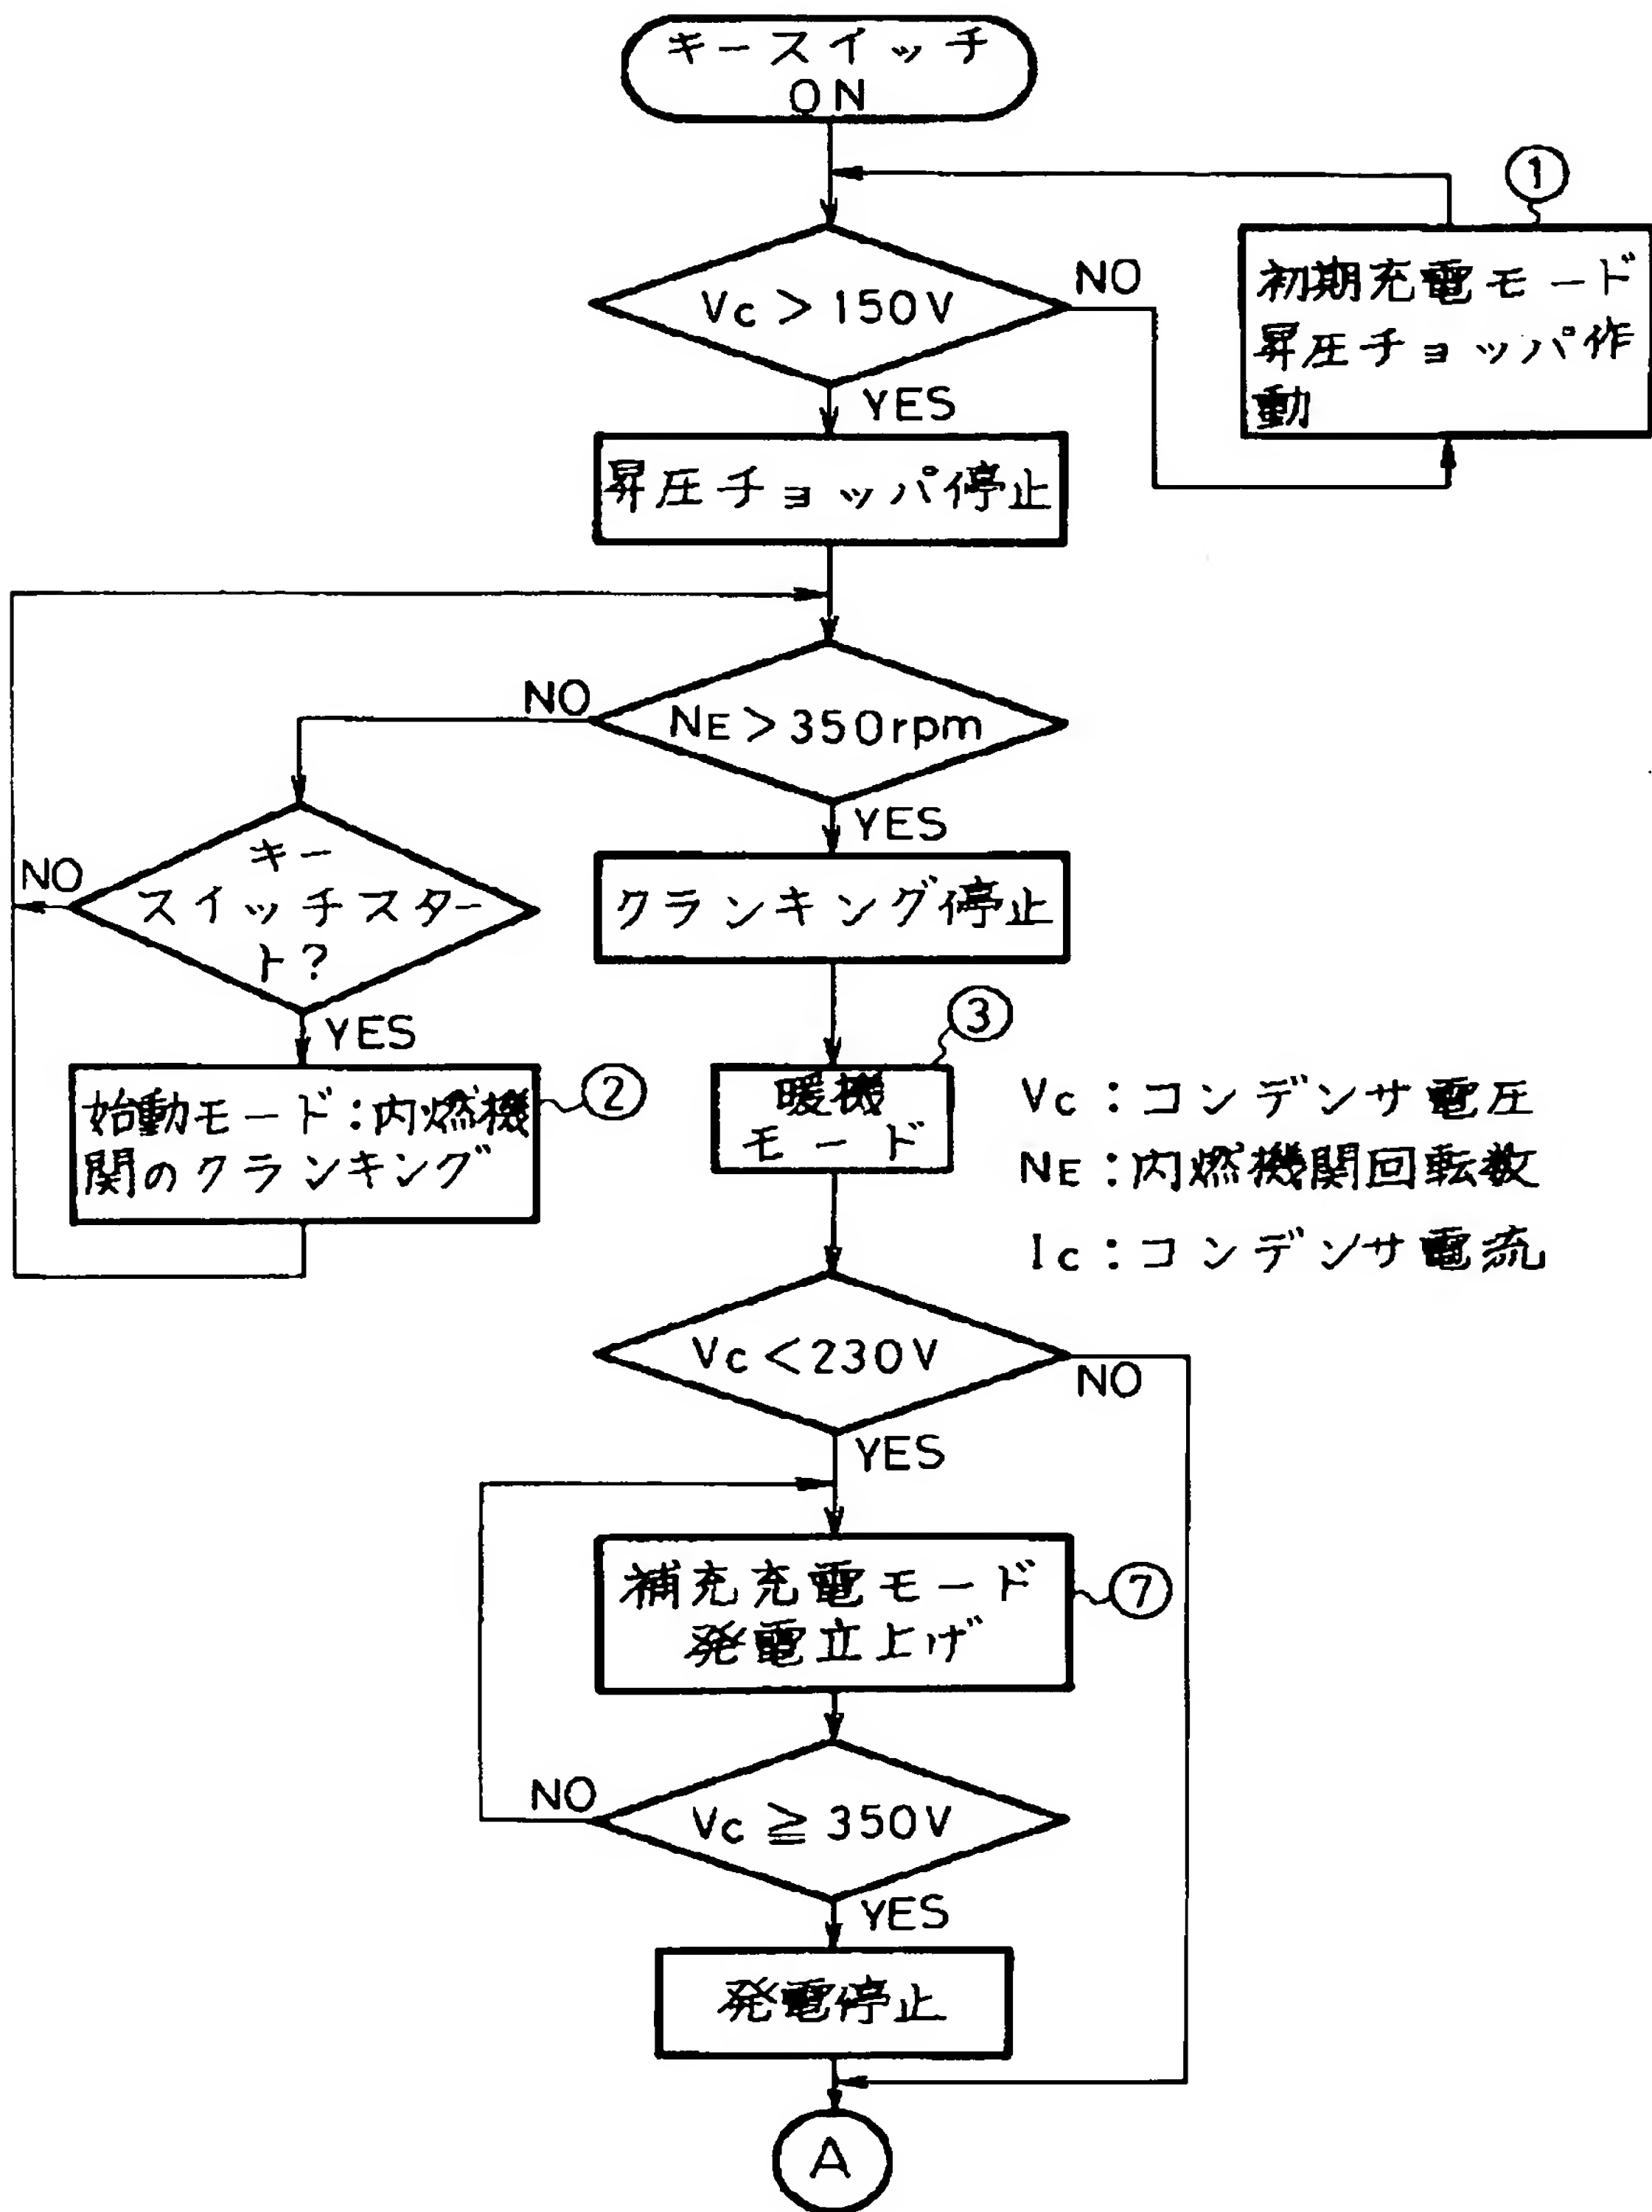 キースイッチ
ON
①
Vc > 150V
NO
初期充電モード
昇圧チョッパ作
動
YES
昇圧チョッパ停止
NE > 350rpm
NO
YES
キー
スイッチスター
ト?
NO
クランキング停止
YES
③
始動モード:内燃機
関のクランキング
②
暖機
モード
Vc:コンデンサ電圧
NE:内燃機関回転数
Ic:コンデンサ電流
Vc < 230V
NO
YES
補充充電モード
発電立上げ
⑦
NO
Vc ≧ 350V
YES
発電停止
A